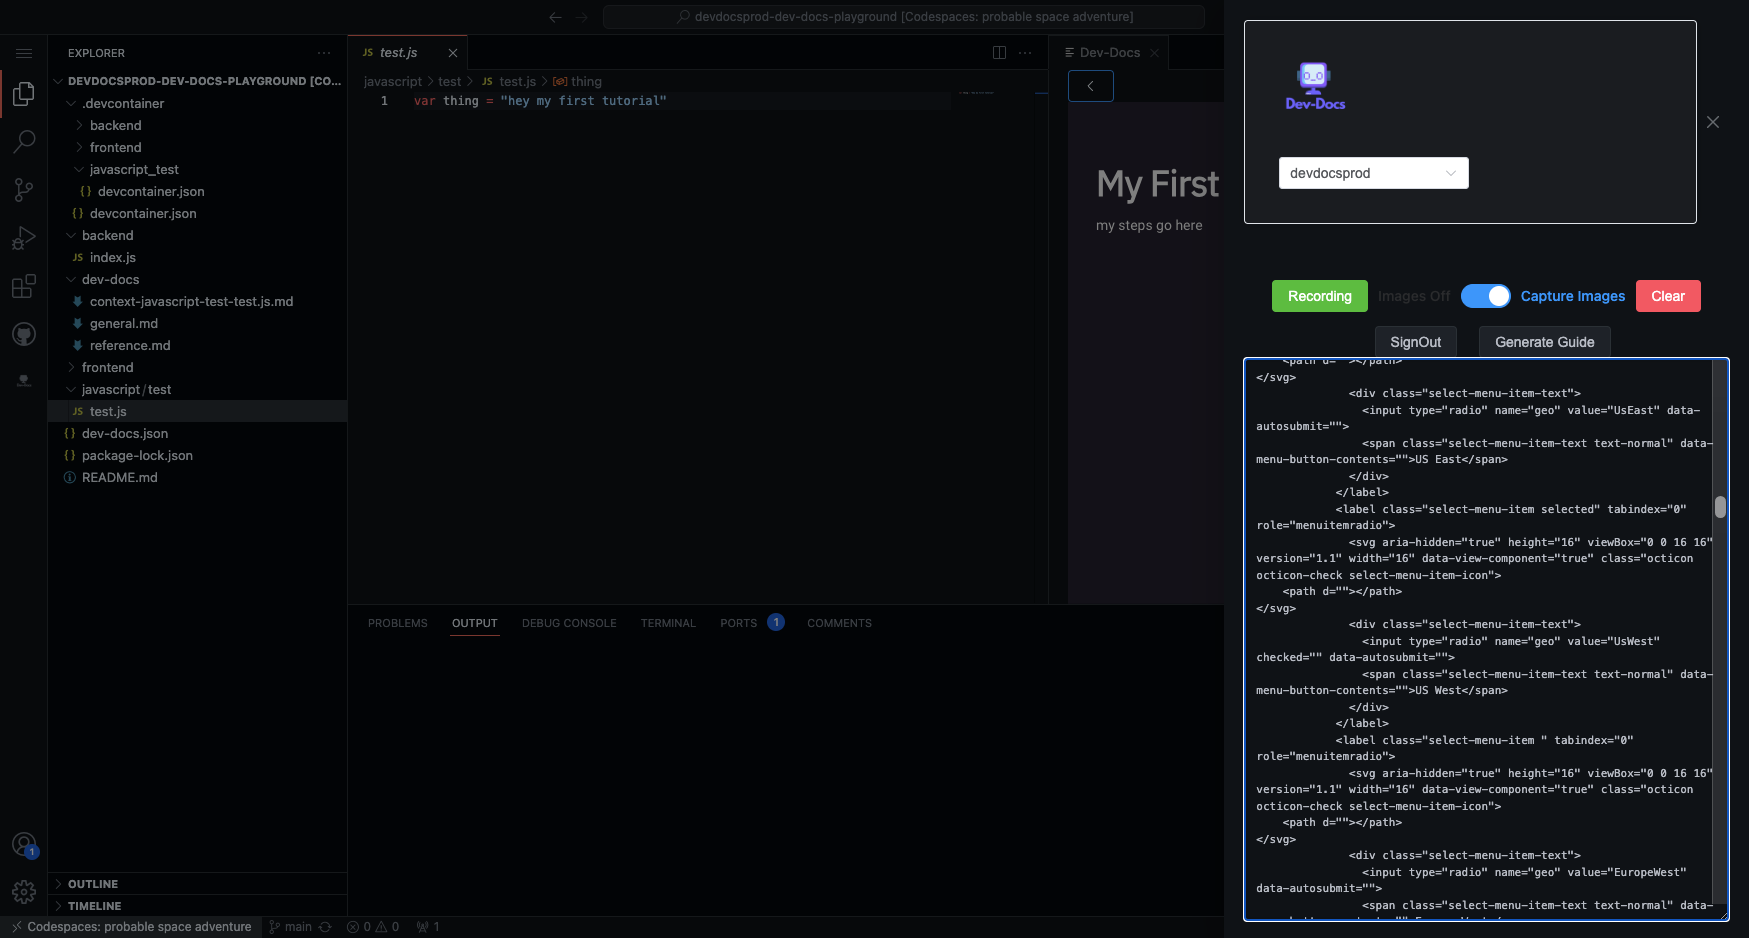 devdocsprod-dev-docs-playground [Codespaces: probable space adventure]
EXPLORER
DEVDOCSPROD-DEV-DOCS-PLAYGROUND [CO...
.devcontainer
backend
frontend
javascript_test
{} devcontainer.json
{} devcontainer.json
backend
JS index.js
dev-docs
context-javascript-test-test.js.md
general.md
reference.md
frontend
javascript/test
JS test.js
{} dev-docs.json
{} package-lock.json
README.md
OUTLINE
TIMELINE
1
JS test.js
javascript > test > JS test.js > thing
1 var thing = "hey my first tutorial"
Dev-Docs
My First
my steps go here
PROBLEMS OUTPUT DEBUG CONSOLE TERMINAL PORTS 1 COMMENTS
Codespaces: probable space adventure main 0 0 1
Dev-Docs
devdocsprod
Recording Images Off Capture Images Clear
SignOut Generate Guide
<path d=""></path>
</svg>
<div class="select-menu-item-text">
<input type="radio" name="geo" value="UsEast" data-
autosubmit="">
<span class="select-menu-item-text text-normal" data-
menu-button-contents="">US East</span>
</div>
</label>
<label class="select-menu-item selected" tabindex="0"
role="menuitemradio">
<svg aria-hidden="true" height="16" viewBox="0 0 16 16"
version="1.1" width="16" data-view-component="true" class="octicon
octicon-check select-menu-item-icon">
<path d=""></path>
</svg>
<div class="select-menu-item-text">
<input type="radio" name="geo" value="UsWest"
checked="" data-autosubmit="">
<span class="select-menu-item-text text-normal" data-
menu-button-contents="">US West</span>
</div>
</label>
<label class="select-menu-item " tabindex="0"
role="menuitemradio">
<svg aria-hidden="true" height="16" viewBox="0 0 16 16"
version="1.1" width="16" data-view-component="true" class="octicon
octicon-check select-menu-item-icon">
<path d=""></path>
</svg>
<div class="select-menu-item-text">
<input type="radio" name="geo" value="EuropeWest"
data-autosubmit="">
<span class="select-menu-item-text text-normal" data-